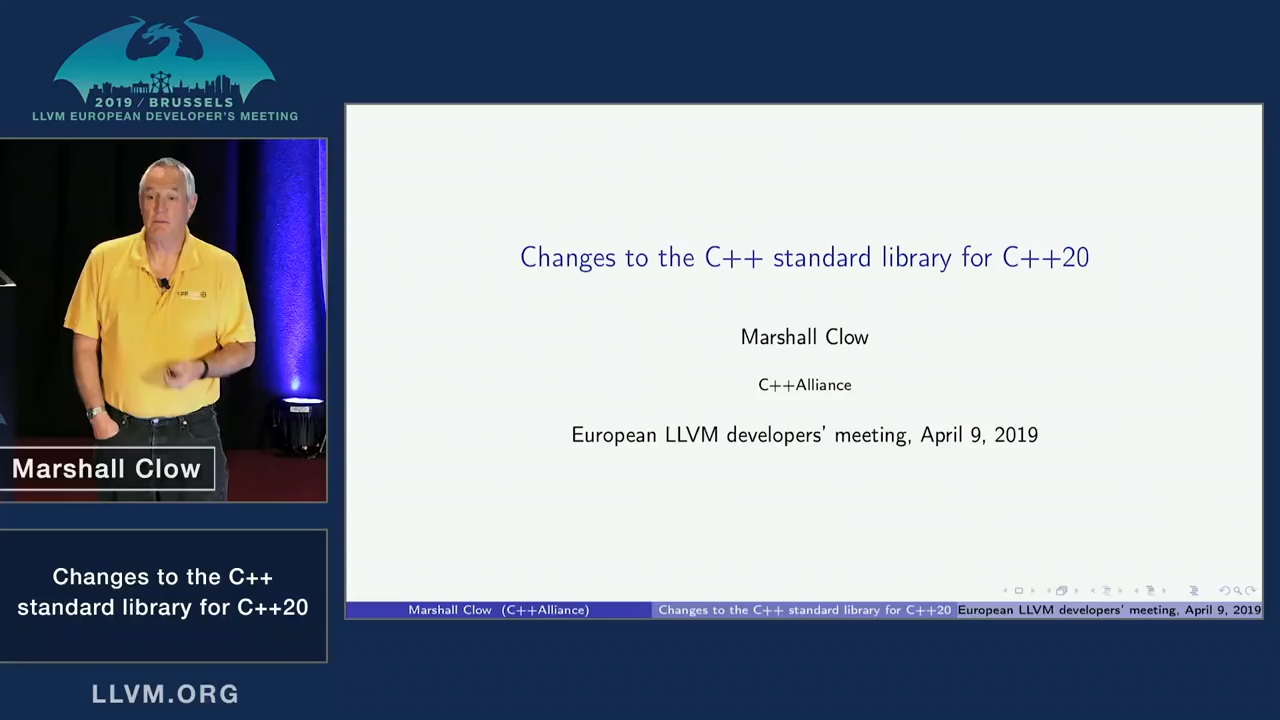 2019 / BRUSSELS
LLVM EUROPEAN DEVELOPER'S MEETING
Marshall Clow
Changes to the C++
standard library for C++20
LLVM.ORG
Changes to the C++ standard library for C++20
Marshall Clow
C++Alliance
European LLVM developers' meeting, April 9, 2019
Marshall Clow (C++Alliance)
Changes to the C++ standard library for C++20
European LLVM developers' meeting, April 9, 2019